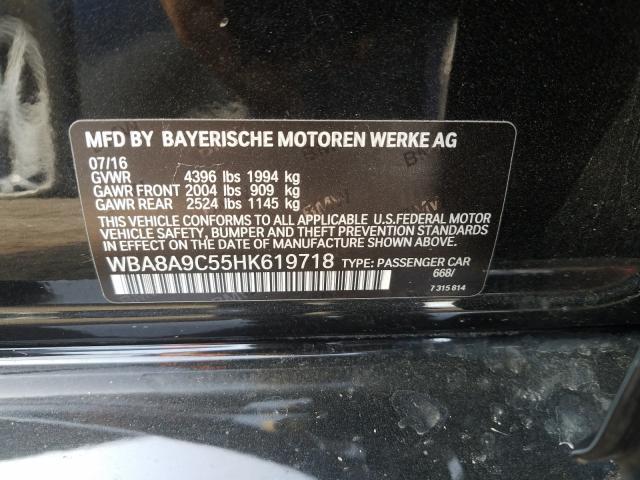 MFD BY BAYERISCHE MOTOREN WERKE AG
07/16
GVWR 4396 lbs 1994 kg
GAWR FRONT 2004 lbs 909 kg
GAWR REAR 2524 lbs 1145 kg
THIS VEHICLE CONFORMS TO ALL APPLICABLE U.S.FEDERAL MOTOR
VEHICLE SAFETY, BUMPER AND THEFT PREVENTION STANDARDS
IN EFFECT ON THE DATE OF MANUFACTURE SHOWN ABOVE.
WBA8A9C55HK619718 TYPE: PASSENGER CAR
668/
7 315 814